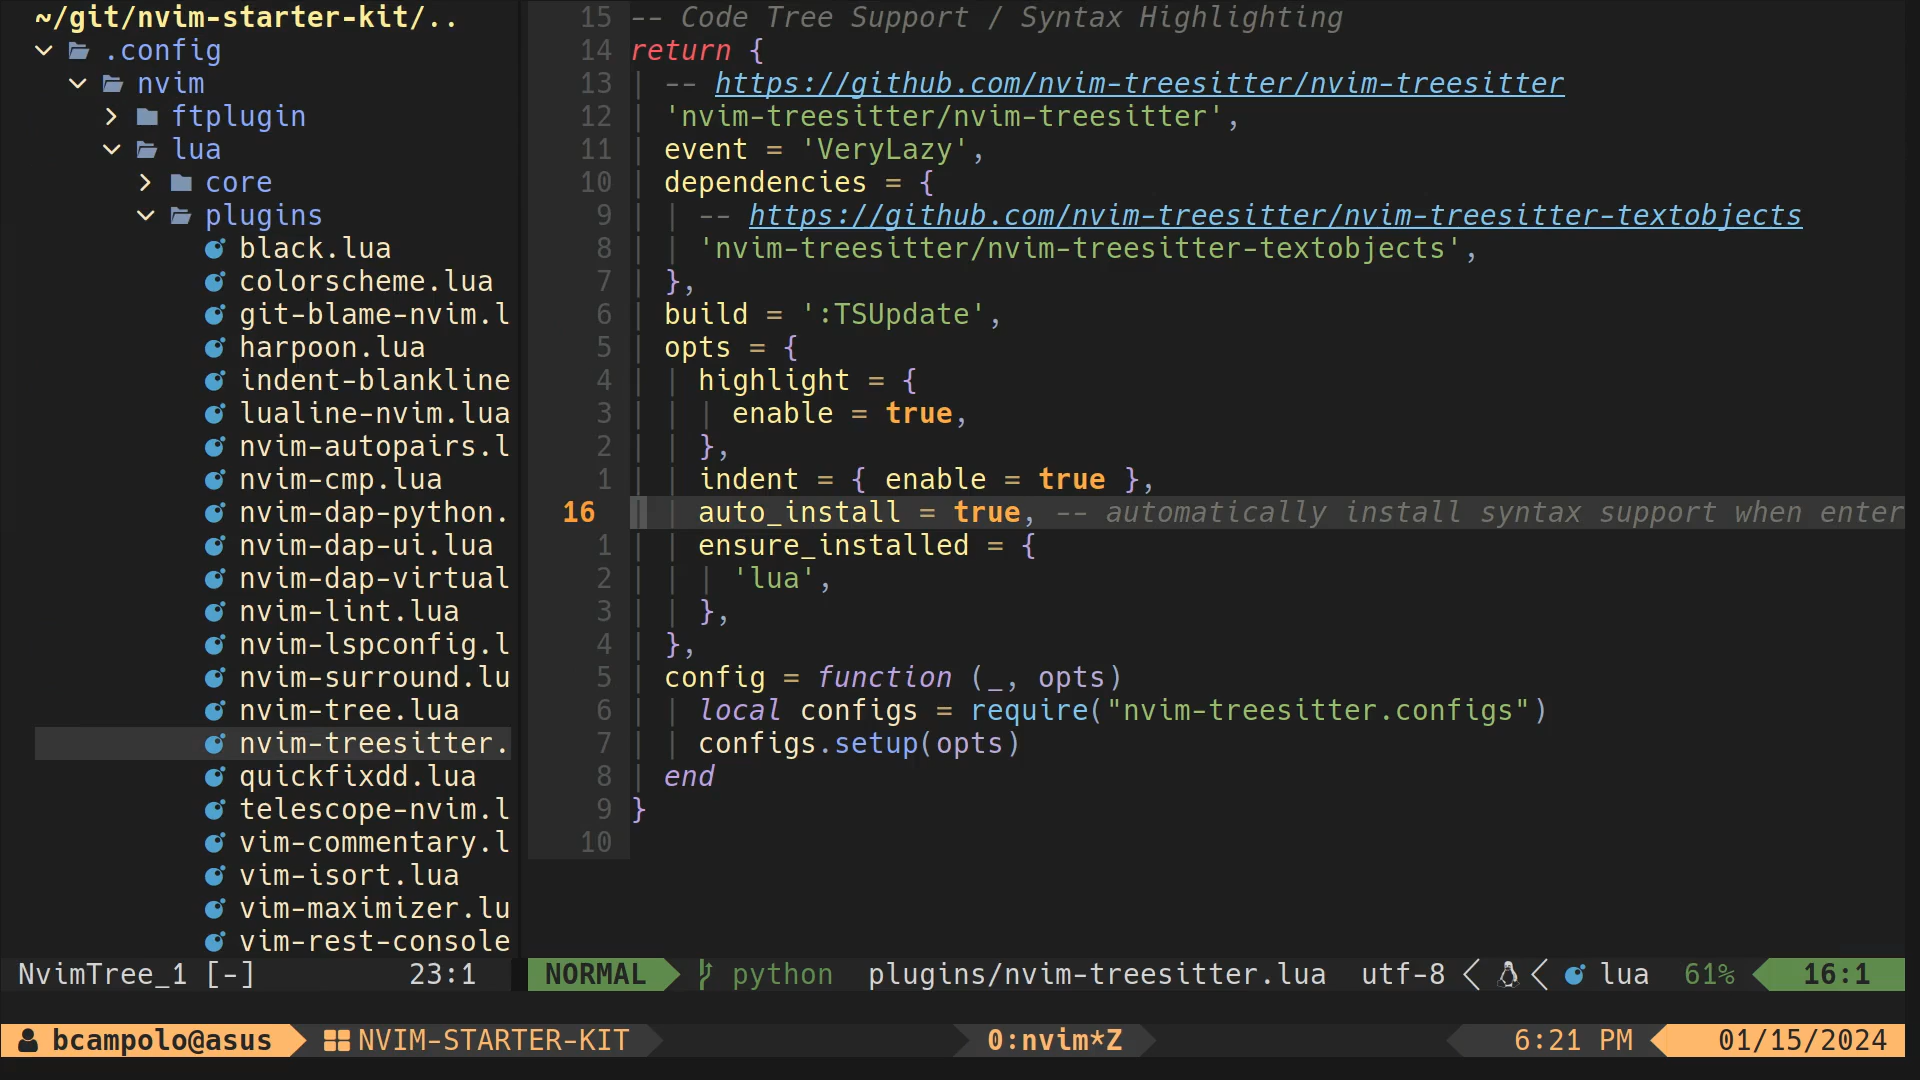 ~/git/nvim-starter-kit/..
.config
nvim
ftplugin
lua
core
plugins
black.lua
colorscheme.lua
git-blame-nvim.l
harpoon.lua
indent-blankline
lualine-nvim.lua
nvim-autopairs.l
nvim-cmp.lua
nvim-dap-python.
nvim-dap-ui.lua
nvim-dap-virtual
nvim-lint.lua
nvim-lspconfig.l
nvim-surround.lu
nvim-tree.lua
nvim-treesitter.
quickfixdd.lua
telescope-nvim.l
vim-commentary.l
vim-isort.lua
vim-maximizer.lu
vim-rest-console
NvimTree_1 [-] 23:1
15 -- Code Tree Support / Syntax Highlighting
14 return {
13 -- https://github.com/nvim-treesitter/nvim-treesitter
12 'nvim-treesitter/nvim-treesitter',
11 event = 'VeryLazy',
10 dependencies = {
9 -- https://github.com/nvim-treesitter/nvim-treesitter-textobjects
8 'nvim-treesitter/nvim-treesitter-textobjects',
7 },
6 build = ':TSUpdate',
5 opts = {
4 highlight = {
3 enable = true,
2 },
1 indent = { enable = true },
16 auto_install = true, -- automatically install syntax support when enter
1 ensure_installed = {
2 'lua',
3 },
4 },
5 config = function (_, opts)
6 local configs = require("nvim-treesitter.configs")
7 configs.setup(opts)
8 end
9 }
10
NORMAL python plugins/nvim-treesitter.lua utf-8 lua 61% 16:1
bcampolo@asus NVIM-STARTER-KIT 0:nvim*Z 6:21 PM 01/15/2024